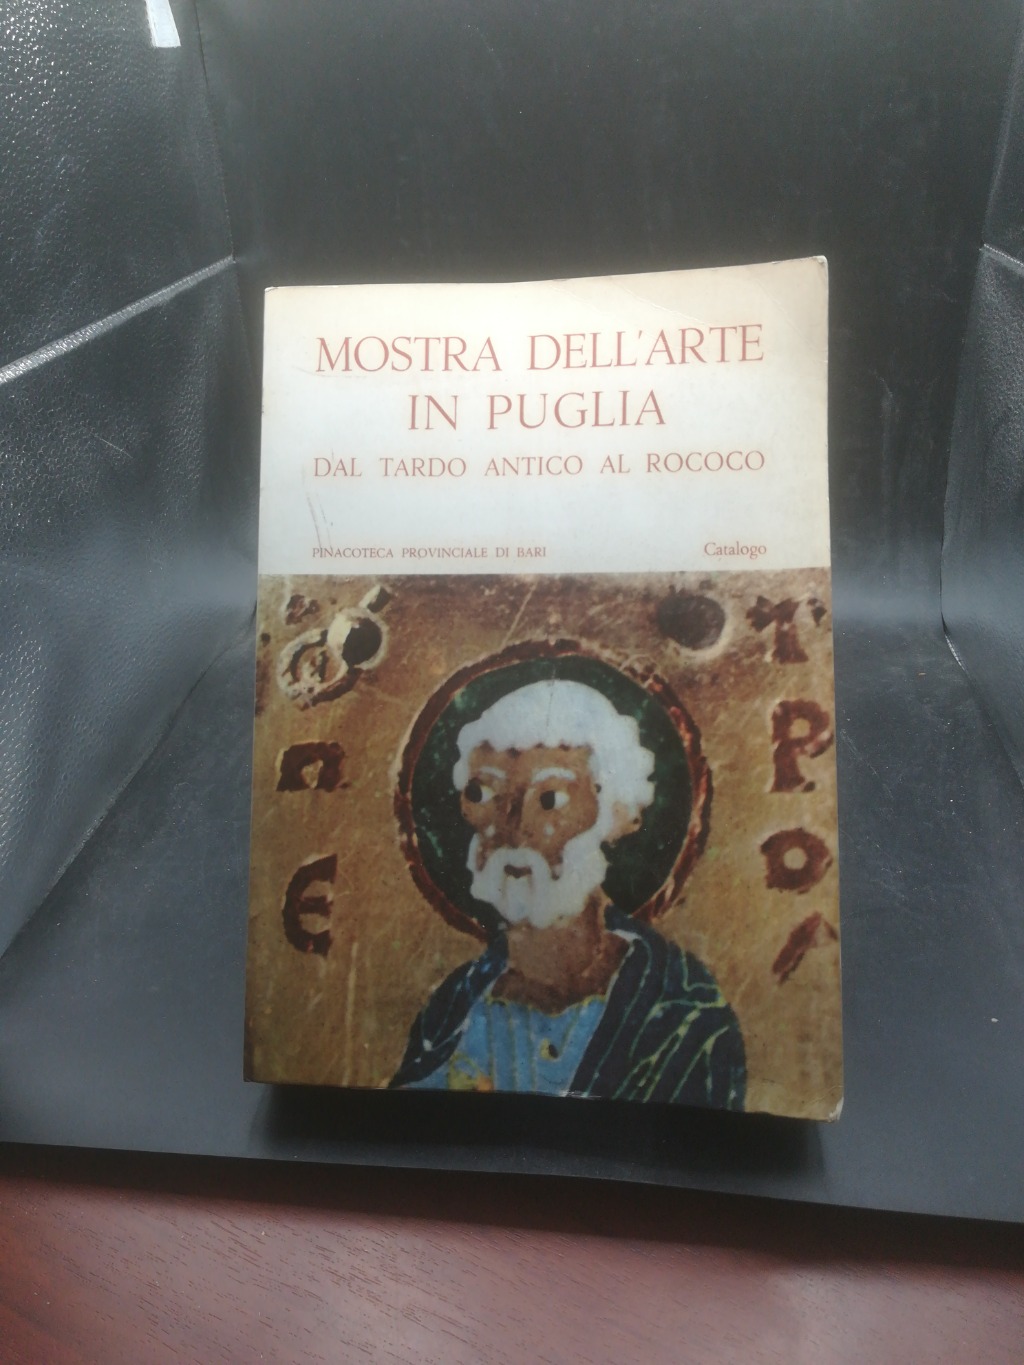 MOSTRA DELL'ARTE
IN PUGLIA
DAL TARDO ANTICO AL ROCOCO
PINACOTECA PROVINCIALE DI BARI
Catalogo
Π
Ε
Τ
Ρ
Ο